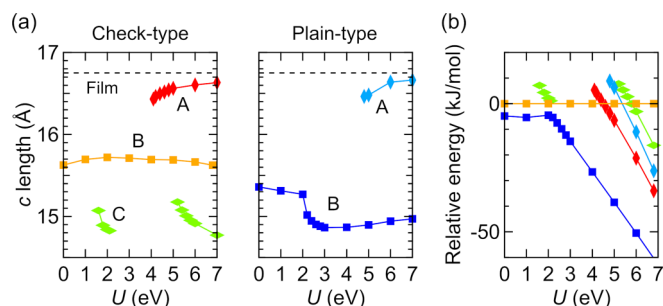 (a) Check-type Plain-type (b)
17
16
15
c length (Å)
Film
A
B
C
0 1 2 3 4 5 6 7
U (eV)
A
B
0 1 2 3 4 5 6 7
U (eV)
Relative energy (kJ/mol)
0
-50
0 1 2 3 4 5 6 7
U (eV)